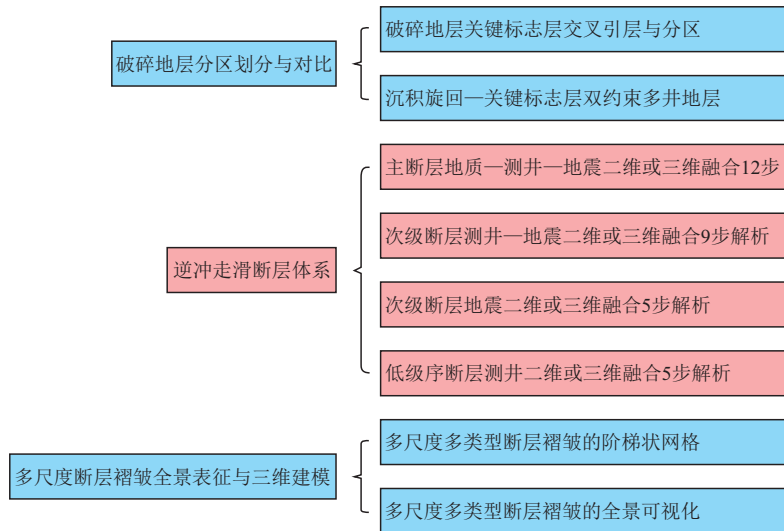 破碎地层分区划分与对比
破碎地层关键标志层交叉引层与分区
沉积旋回—关键标志层双约束多井地层
逆冲走滑断层体系
主断层地质—测井—地震二维或三维融合12步
次级断层测井—地震二维或三维融合9步解析
次级断层地震二维或三维融合5步解析
低级序断层测井二维或三维融合5步解析
多尺度断层褶皱全景表征与三维建模
多尺度多类型断层褶皱的阶梯状网格
多尺度多类型断层褶皱的全景可视化